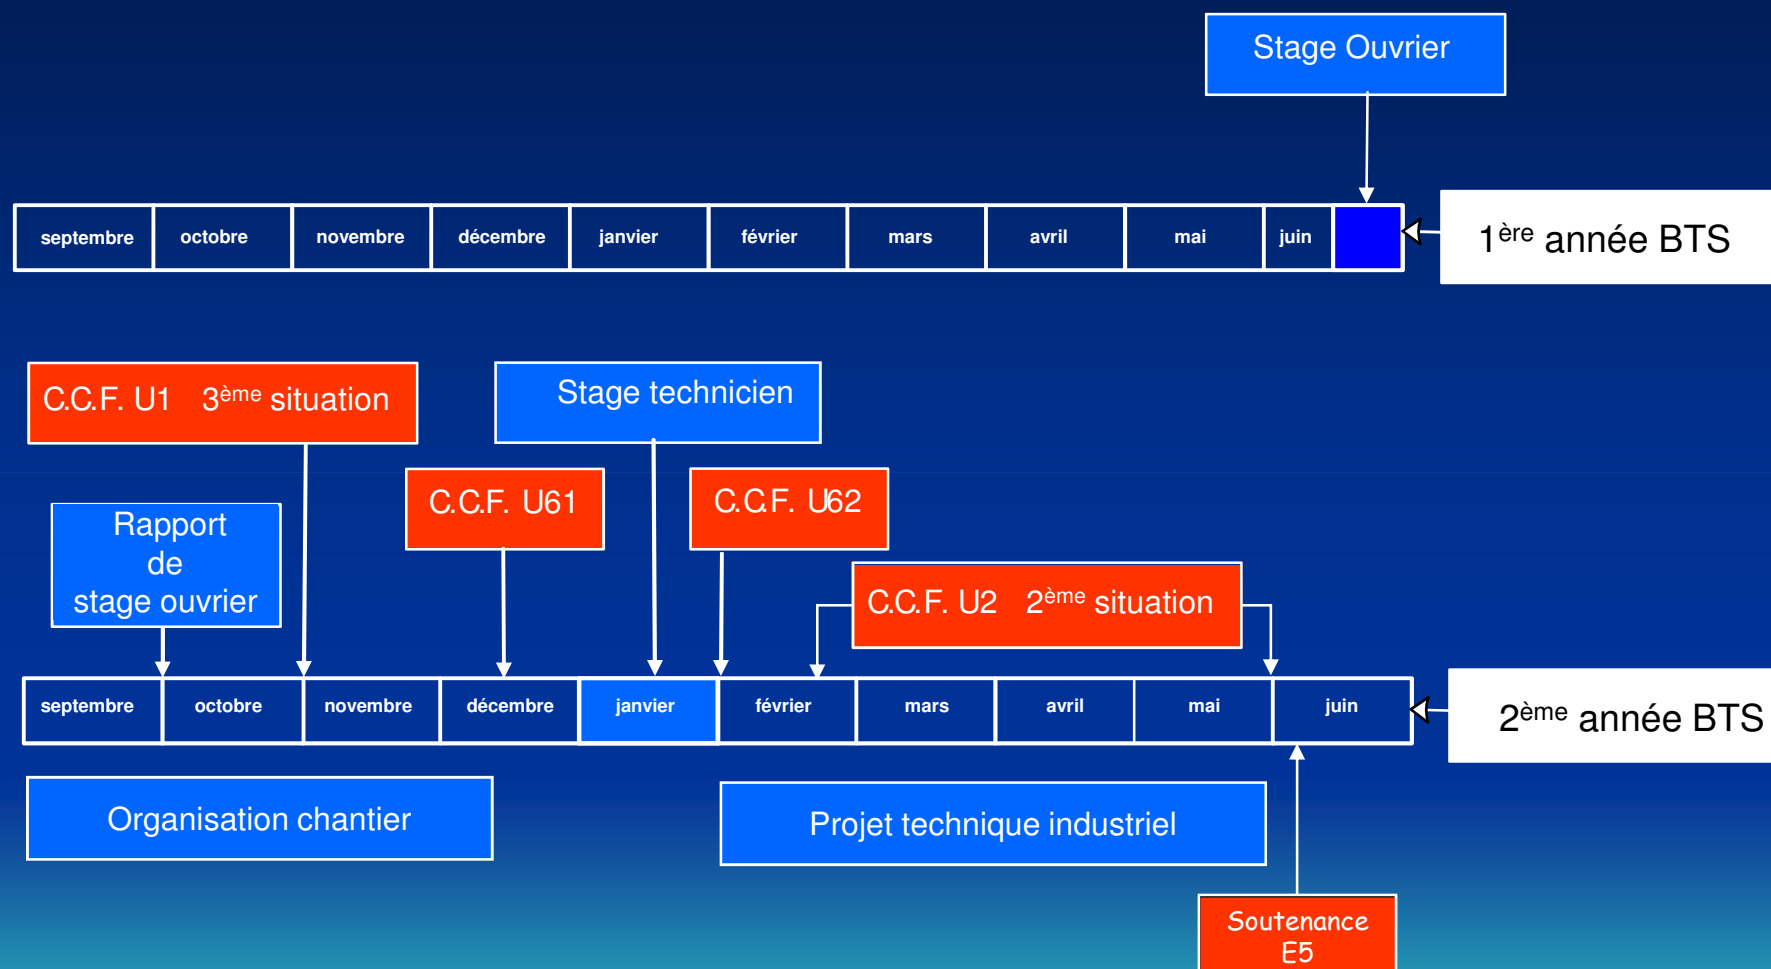 Stage Ouvrier
septembre octobre novembre décembre janvier février mars avril mai juin
1ère année BTS
C.C.F. U1 3ème situation
Stage technicien
C.C.F. U61
C.C.F. U62
Rapport
de
stage ouvrier
C.C.F. U2 2ème situation
septembre octobre novembre décembre janvier février mars avril mai juin
2ème année BTS
Organisation chantier
Projet technique industriel
Soutenance
E5